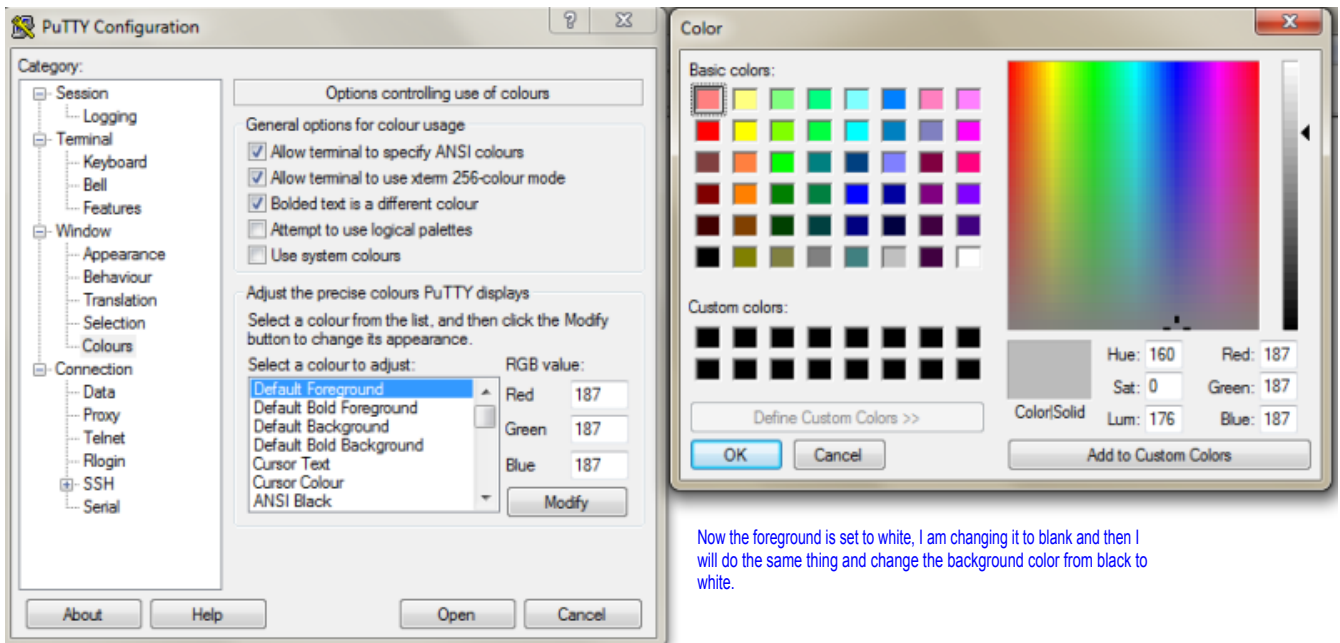 PuTTY Configuration
Category:
Session
Logging
Terminal
Keyboard
Bell
Features
Window
Appearance
Behaviour
Translation
Selection
Colours
Connection
Data
Proxy
Telnet
Rlogin
SSH
Serial
Options controlling use of colours
General options for colour usage
Allow terminal to specify ANSI colours
Allow terminal to use xterm 256-colour mode
Bolded text is a different colour
Attempt to use logical palettes
Use system colours
Adjust the precise colours PuTTY displays
Select a colour from the list, and then click the Modify
button to change its appearance.
Select a colour to adjust:
Default Foreground
Default Bold Foreground
Default Background
Default Bold Background
Cursor Text
Cursor Colour
ANSI Black
RGB value:
Red 187
Green 187
Blue 187
Modify
About Help Open Cancel
Color
Basic colors:
Custom colors:
Define Custom Colors >>
OK Cancel
Color|Solid
Hue: 160 Red: 187
Sat: 0 Green: 187
Lum: 176 Blue: 187
Add to Custom Colors
Now the foreground is set to white, I am changing it to blank and then I
will do the same thing and change the background color from black to
white.